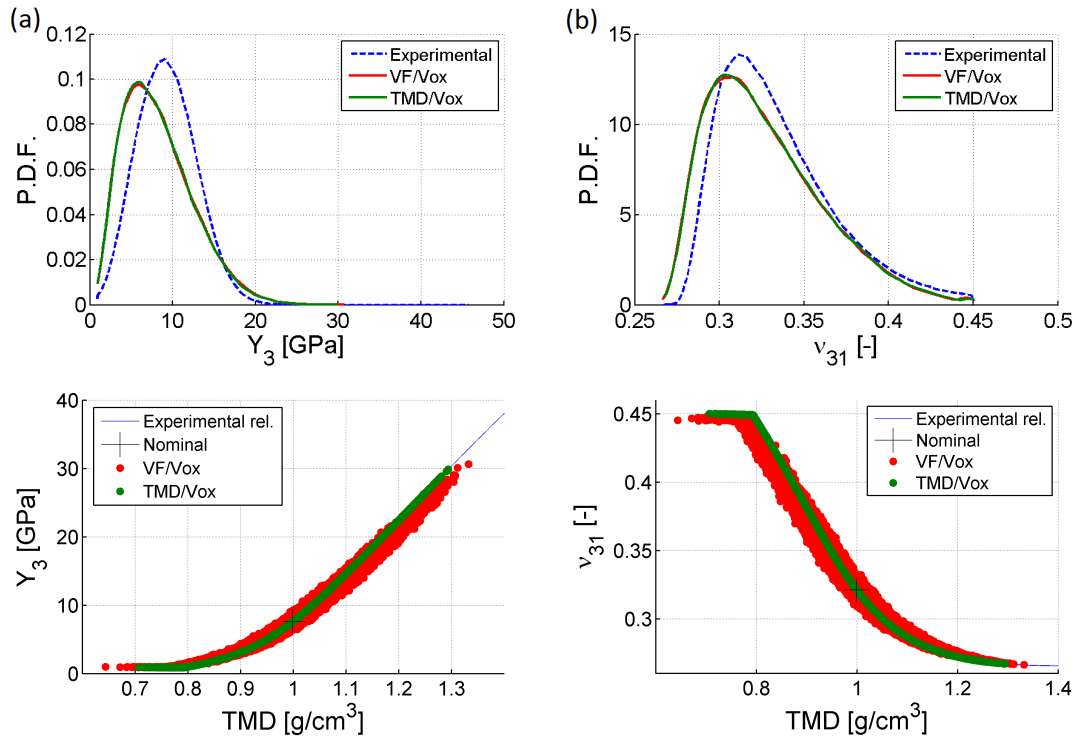 (a)
0.12
0.1
0.08
0.06
0.04
0.02
0
P.D.F.
0 10 20 30 40 50
Y3 [GPa]
Experimental
VF/Vox
TMD/Vox
(b)
15
10
5
0
P.D.F.
0.25 0.3 0.35 0.4 0.45 0.5
ν31 [-]
Experimental
VF/Vox
TMD/Vox
40
30
20
10
0
Y3 [GPa]
0.7 0.8 0.9 1 1.1 1.2 1.3
TMD [g/cm3]
Experimental rel.
Nominal
VF/Vox
TMD/Vox
0.45
0.4
0.35
0.3
ν31 [-]
0.8 1 1.2 1.4
TMD [g/cm3]
Experimental rel.
Nominal
VF/Vox
TMD/Vox